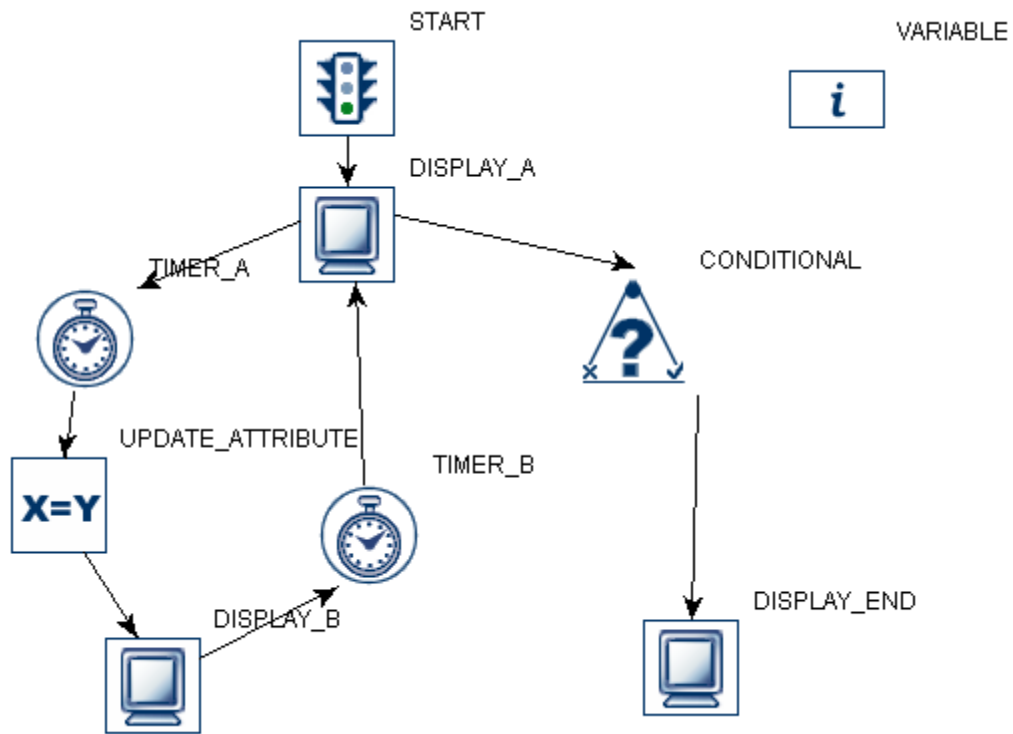 START
VARIABLE
i
DISPLAY_A
CONDITIONAL
TIMER_A
?
UPDATE_ATTRIBUTE
TIMER_B
X=Y
DISPLAY_END
DISPLAY_B